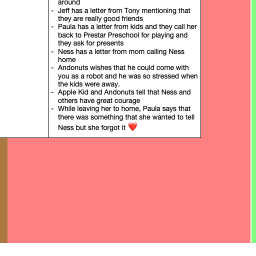 around
- Jeff has a letter from Tony mentioning that
they are really good friends
- Paula has a letter from kids and they call her
back to Prestar Preschool for playing and
they ask for presents
- Ness has a letter from mom calling Ness
home
- Andonuts wishes that he could come with
you as a robot and he was so stressed when
the kids were away.
- Apple Kid and Andonuts tell that Ness and
others have great courage
- While leaving her to home, Paula says that
there was something that she wanted to tell
Ness but she forgot it ❤️